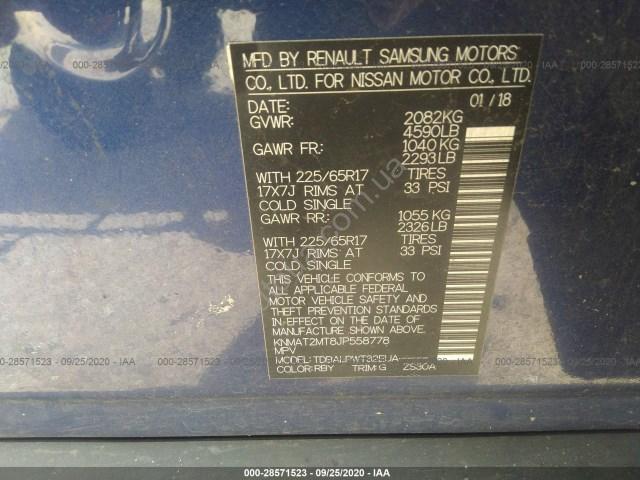 MFD BY RENAULT SAMSUNG MOTORS
CO., LTD. FOR NISSAN MOTOR CO., LTD.
DATE: 01/18
GVWR: 2082KG
4590LB
GAWR FR: 1040 KG
2293LB
WITH 225/65R17 TIRES
17X7J RIMS AT 33 PSI
COLD SINGLE
GAWR RR: 1055 KG
2326LB
WITH 225/65R17 TIRES
17X7J RIMS AT 33 PSI
COLD SINGLE
THIS VEHICLE CONFORMS TO
ALL APPLICABLE FEDERAL
MOTOR VEHICLE SAFETY AND
THEFT PREVENTION STANDARDS
IN EFFECT ON THE DATE OF
MANUFACTURE SHOWN ABOVE.
KNMAT2MT8JP558778
MPV
MODEL:
COLOR:RBY TRIM:G ZS30A
000-28571523 - 09/25/2020 - IAA